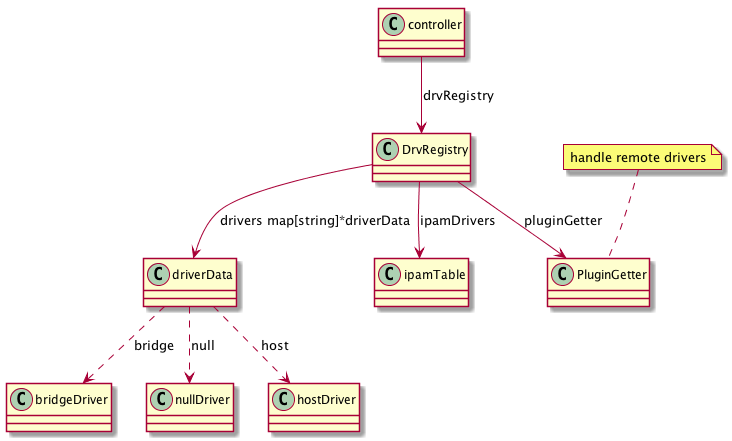 C controller
drvRegistry
C DrvRegistry
handle remote drivers
drivers map[string]*driverData
ipamDrivers
pluginGetter
C driverData
C ipamTable
C PluginGetter
bridge
null
host
C bridgeDriver
C nullDriver
C hostDriver